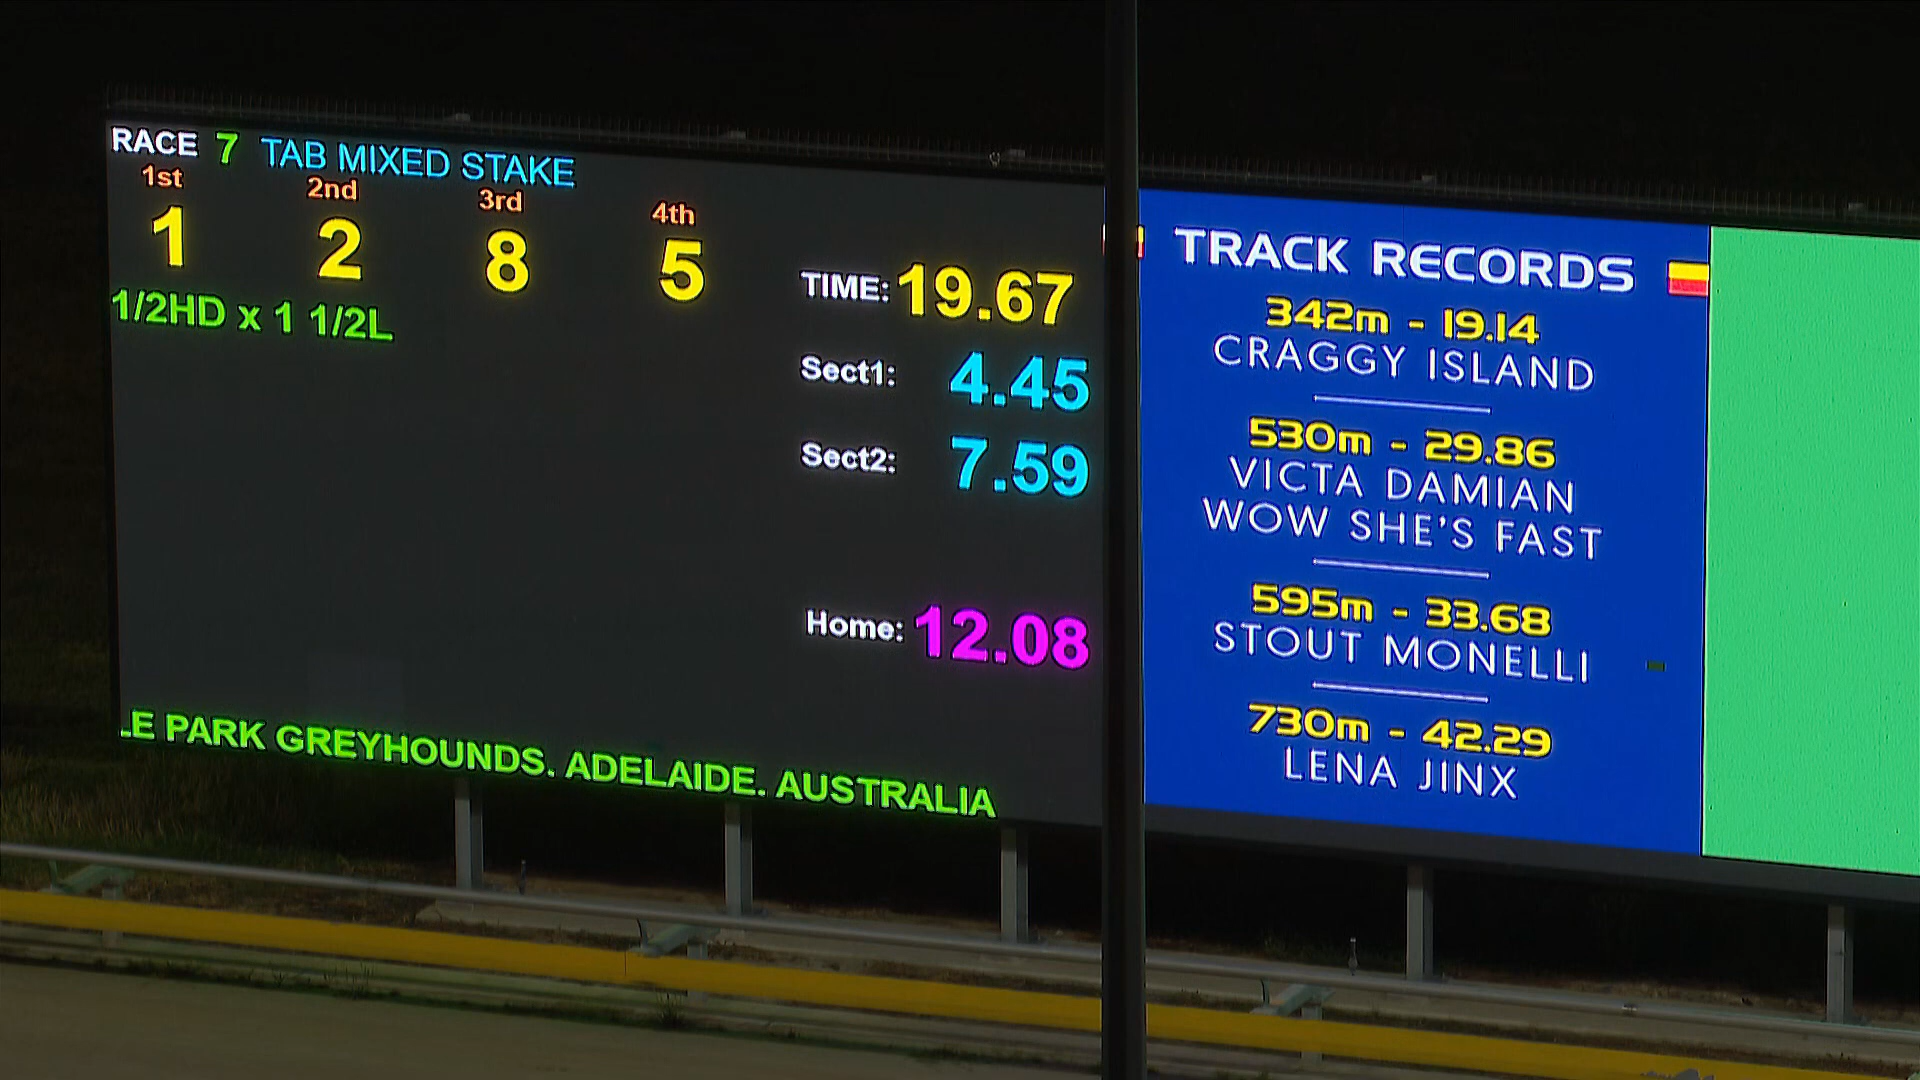 RACE 7 TAB MIXED STAKE
1st 2nd 3rd 4th
1 2 8 5
1/2HD x 1 1/2L
TIME: 19.67
Sect1: 4.45
Sect2: 7.59
Home: 12.08
E PARK GREYHOUNDS. ADELAIDE. AUSTRALIA
TRACK RECORDS
342m - 19.14
CRAGGY ISLAND
530m - 29.86
VICTA DAMIAN
WOW SHE'S FAST
595m - 33.68
STOUT MONELLI
730m - 42.29
LENA JINX